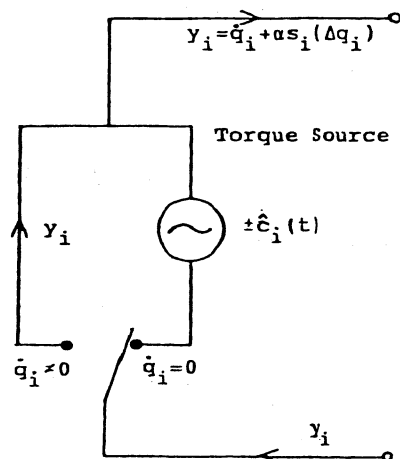 y_i = q̇_i + αs_i(Δq_i)
Torque Source
y_i
±ĉ_i(t)
q̇_i ≠ 0
q̇_i = 0
y_i